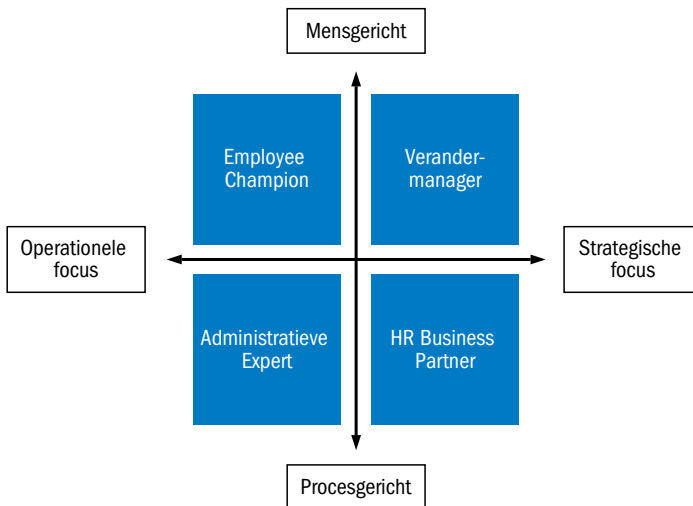 Mensgericht
Employee
Champion
Verander-
manager
Operationele
focus
Strategische
focus
Administratieve
Expert
HR Business
Partner
Procesgericht